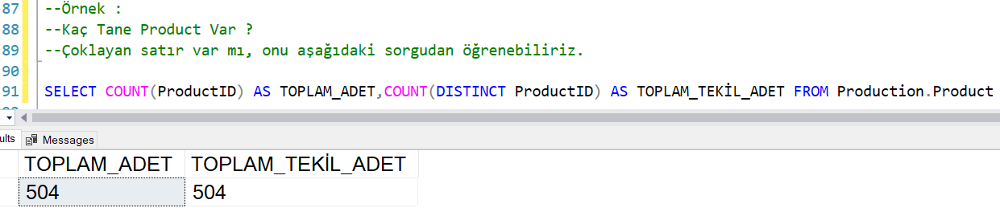 87 --Örnek :
88 --Kaç Tane Product Var ?
89 --Çoklayan satır var mı, onu aşağıdaki sorgudan öğrenebiliriz.
90
91 SELECT COUNT(ProductID) AS TOPLAM_ADET,COUNT(DISTINCT ProductID) AS TOPLAM_TEKİL_ADET FROM Production.Product
ults Messages
TOPLAM_ADET TOPLAM_TEKİL_ADET
504 504